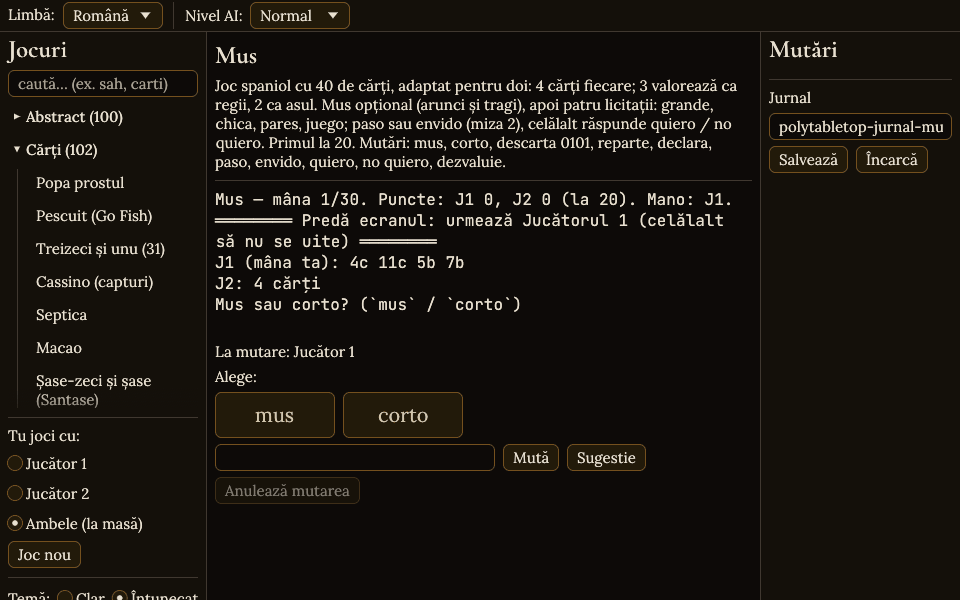 Limbă: Română ▼ Nivel AI: Normal ▼
Jocuri
caută... (ex. sah, carti)
▸ Abstract (100)
▾ Cărți (102)
Popa prostul
Pescuit (Go Fish)
Treizeci și unu (31)
Cassino (capturi)
Septica
Macao
Șase-zeci și șase
(Santase)
Tu joci cu:
Jucător 1
Jucător 2
Ambele (la masă)
Joc nou
Temă: Clar Întunecat
Mus
Joc spaniol cu 40 de cărți, adaptat pentru doi: 4 cărți fiecare; 3 valorează ca
regii, 2 ca asul. Mus opțional (arunci și tragi), apoi patru licitații: grande,
chica, pares, juego; paso sau envido (miza 2), celălalt răspunde quiero / no
quiero. Primul la 20. Mutări: mus, corto, descarta 0101, reparte, declara,
paso, envido, quiero, no quiero, dezvaluie.
Mus — mâna 1/30. Puncte: J1 0, J2 0 (la 20). Mano: J1.
═════════ Predă ecranul: urmează Jucătorul 1 (celălalt
să nu se uite) ═════════
J1 (mâna ta): 4c 11c 5b 7b
J2: 4 cărți
Mus sau corto? (`mus` / `corto`)
La mutare: Jucător 1
Alege:
mus corto
Mută Sugestie
Anulează mutarea
Mutări
Jurnal
polytabletop-jurnal-mu
Salvează Încarcă